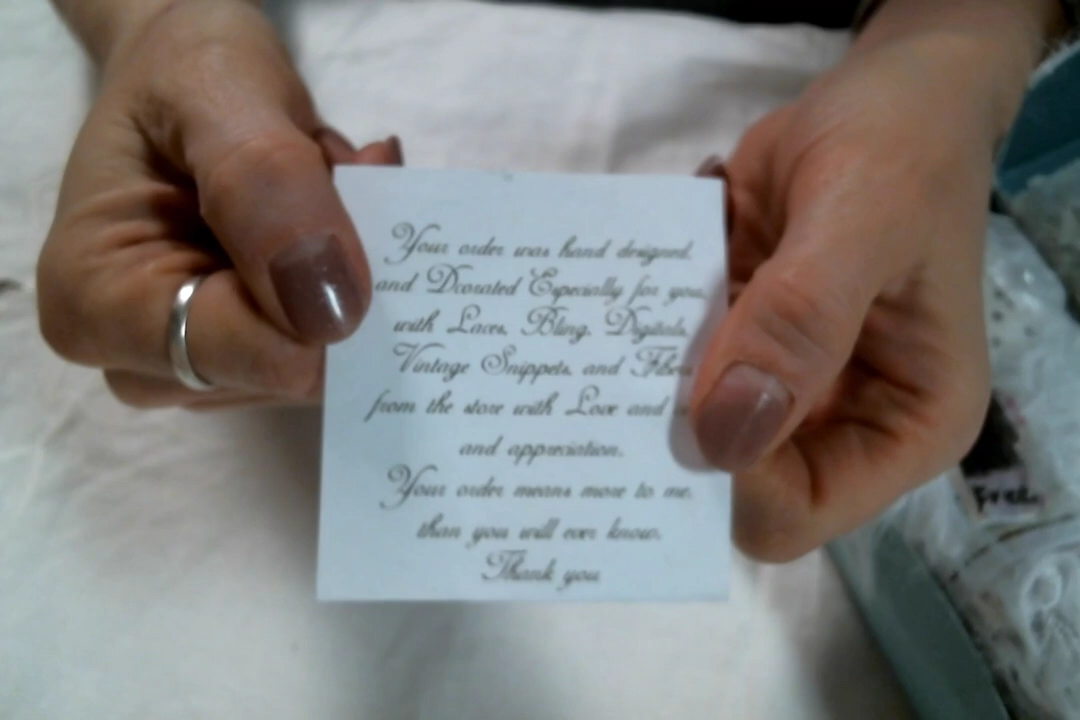 Your order was hand designed,
and Dcorated Especially for you,
with Laces, Bling, Digitals,
Vintage Snippets, and Fibers
from the store with Love and
and appreciation.
Your order means more to me,
than you will ever know.
Thank you
Free